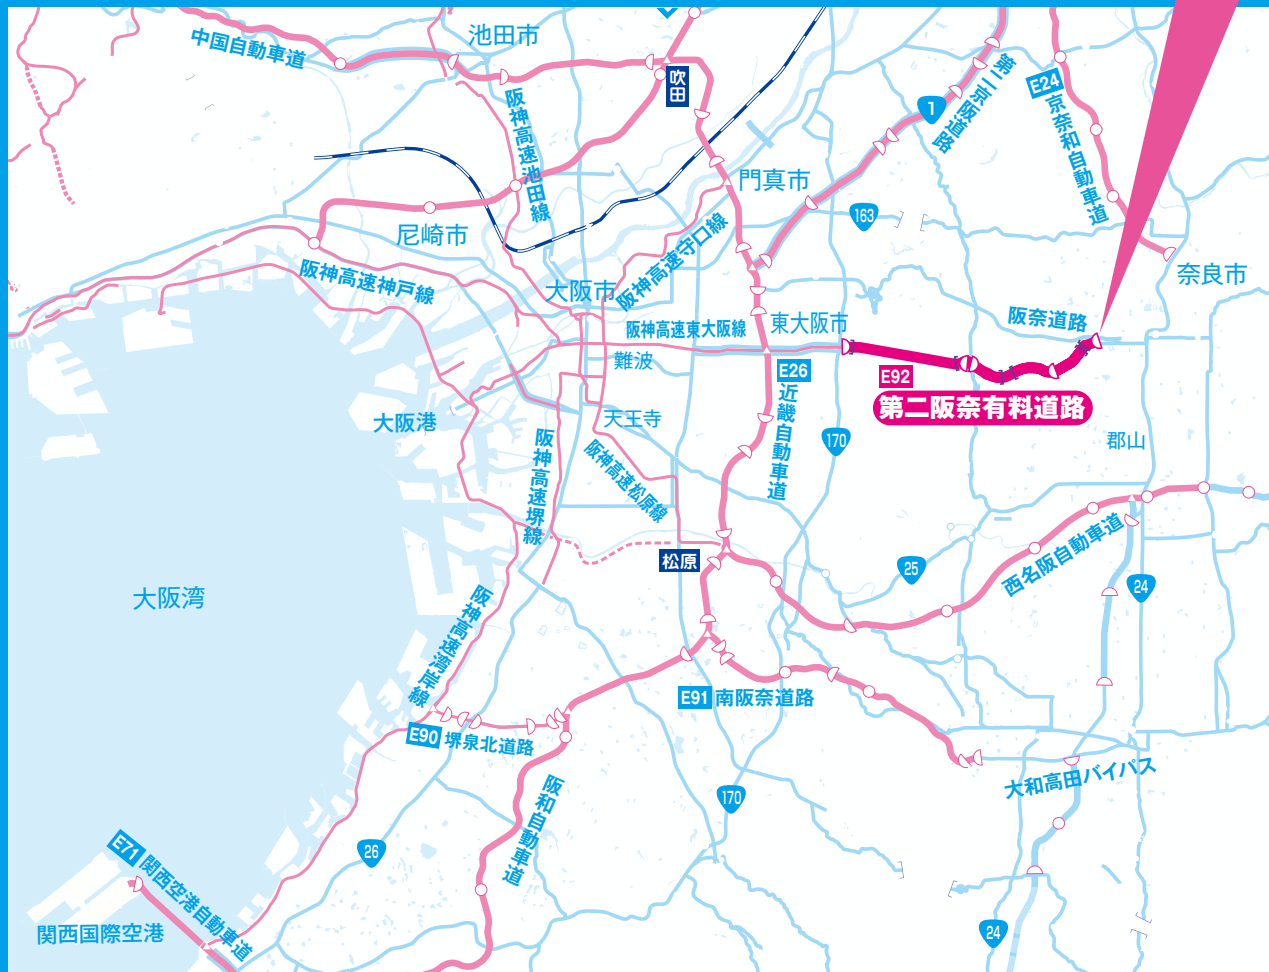 中国自動車道
池田市
吹田
阪神高速池田線
第二京阪道路
1
E24
京奈和自動車道
門真市
163
尼崎市
阪神高速守口線
阪神高速神戸線
大阪市
奈良市
阪神高速東大阪線
東大阪市
阪奈道路
難波
E26
近畿自動車道
E92
第二阪奈有料道路
大阪港
天王寺
170
郡山
阪神高速堺線
阪神高速松原線
松原
西名阪自動車道
25
24
大阪湾
阪神高速湾岸線
E91 南阪奈道路
E90 堺泉北道路
大和高田バイパス
阪和自動車道
170
26
E71 関西空港自動車道
関西国際空港
24